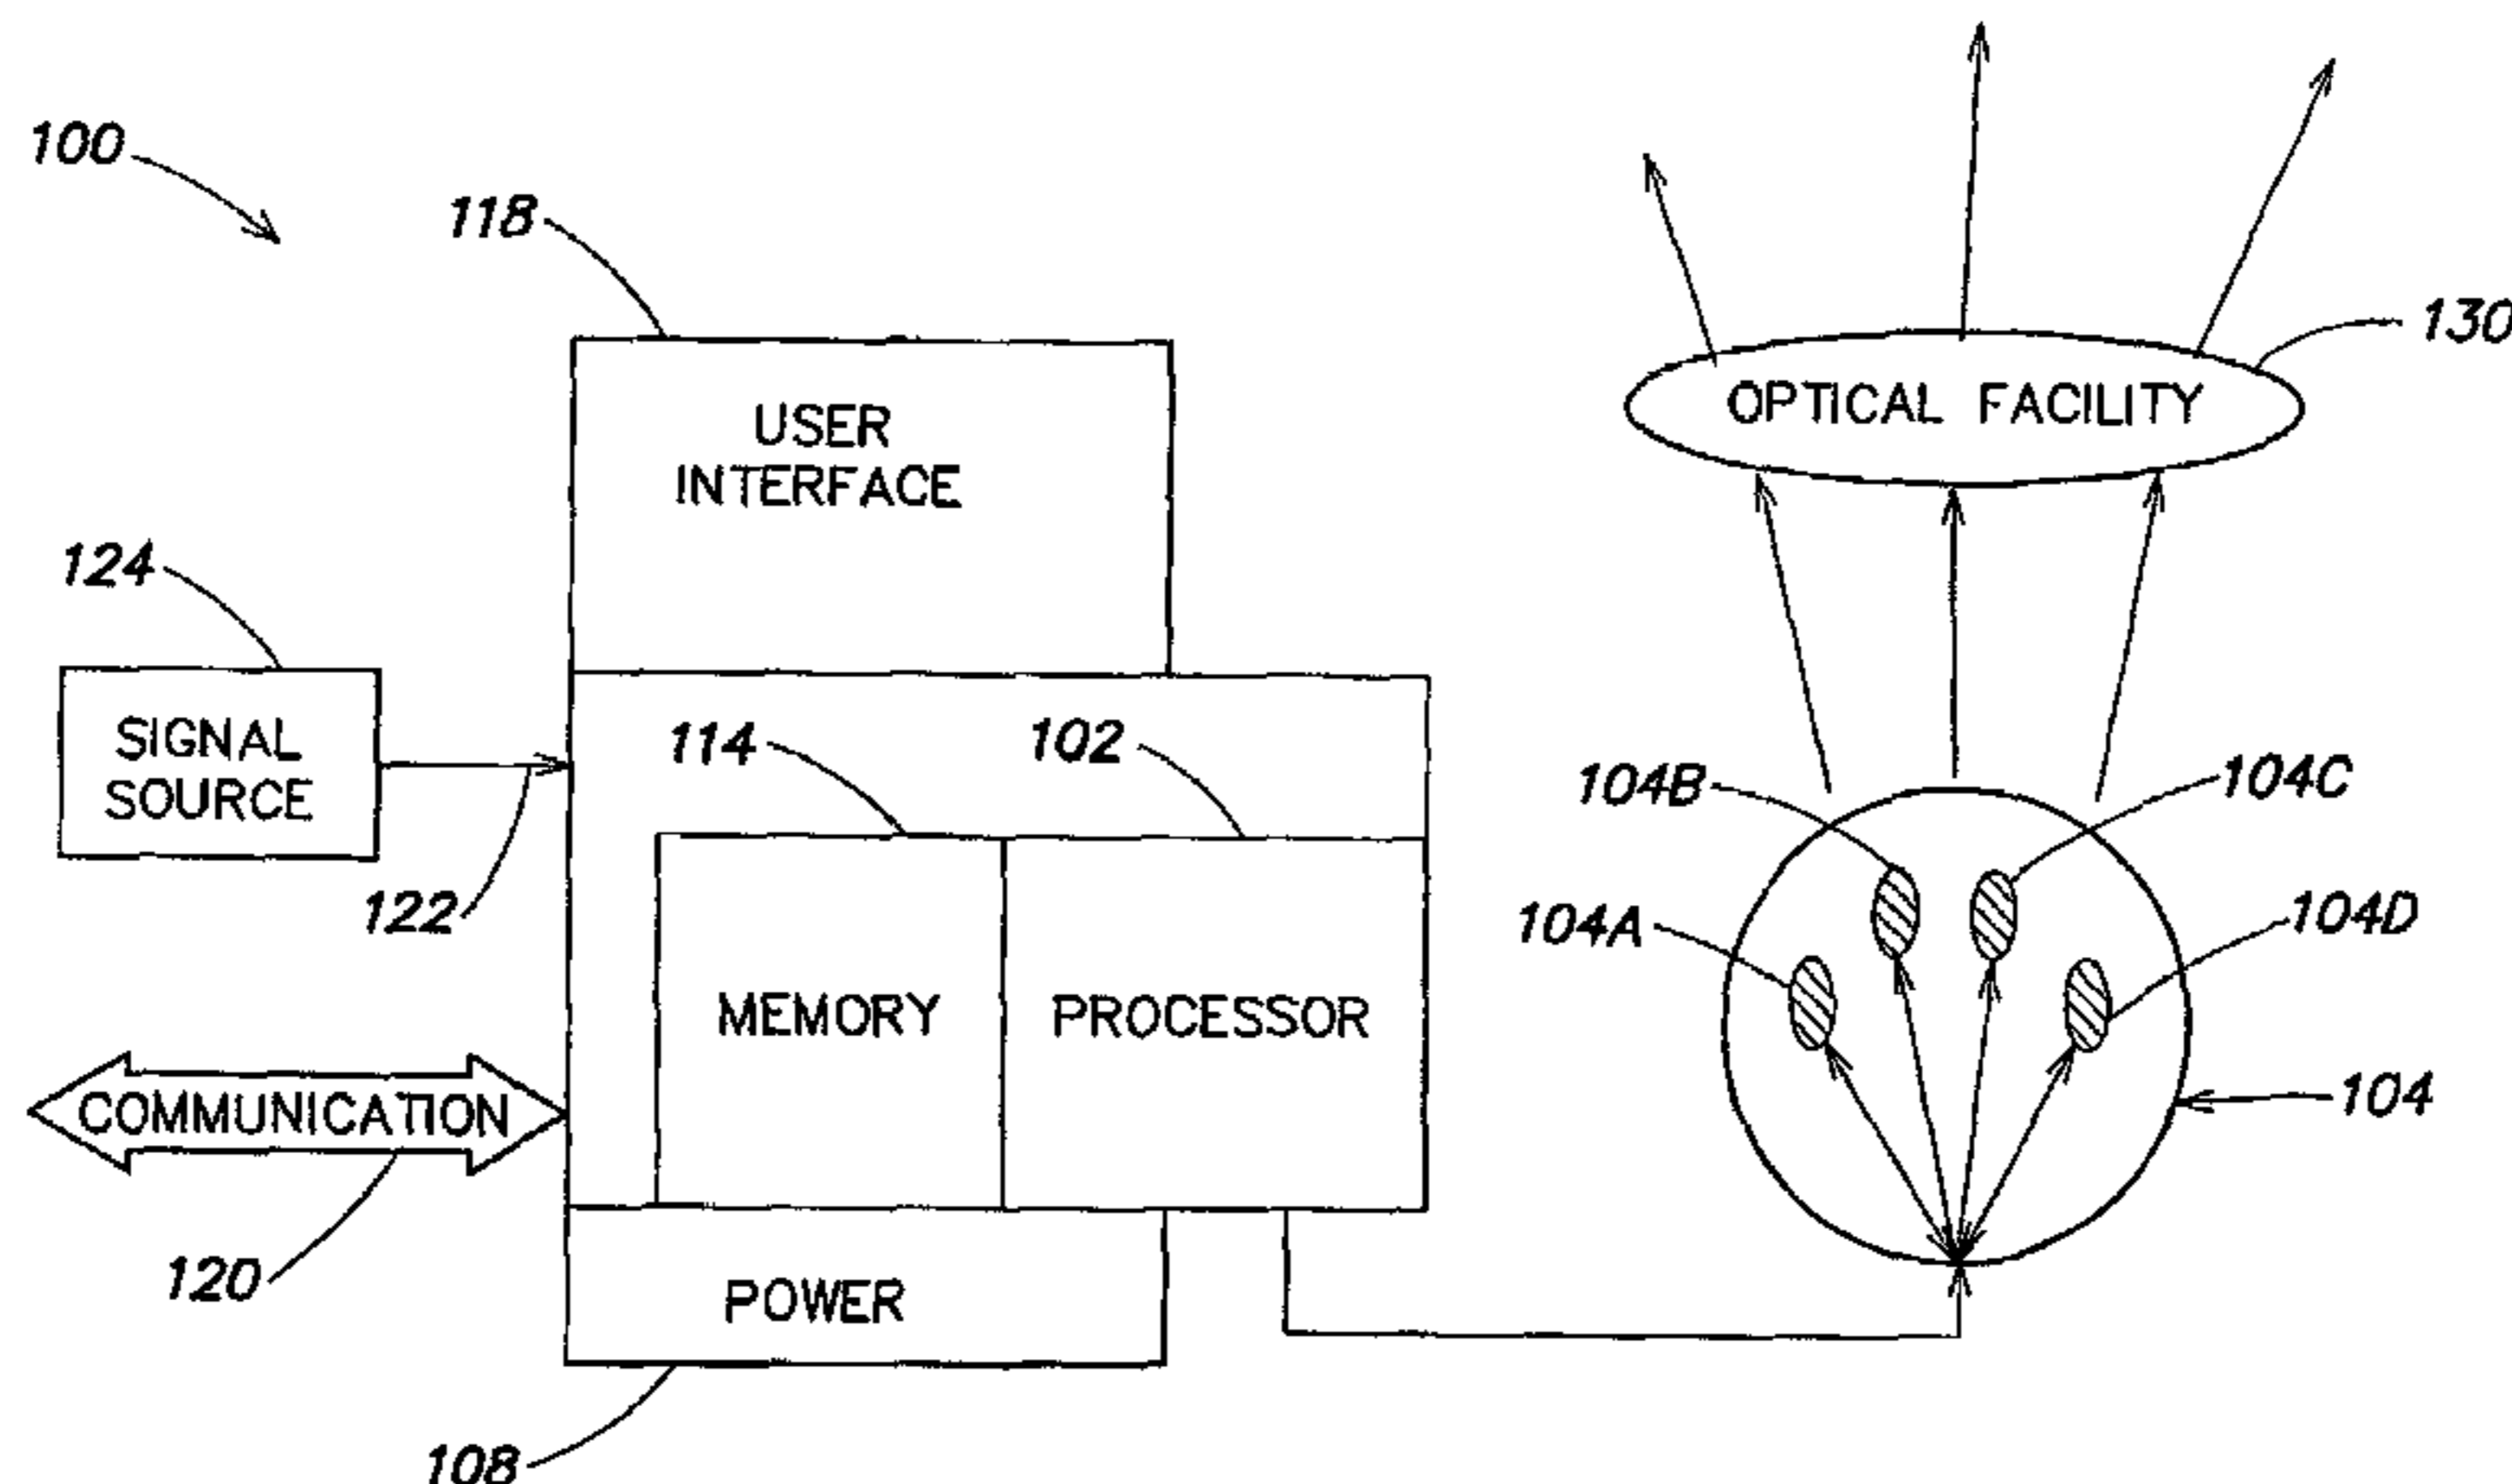 100
118
130
OPTICAL FACILITY
USER
INTERFACE
124
SIGNAL
SOURCE
114
102
104B
104C
122
104A
104D
MEMORY
PROCESSOR
COMMUNICATION
104
120
POWER
108